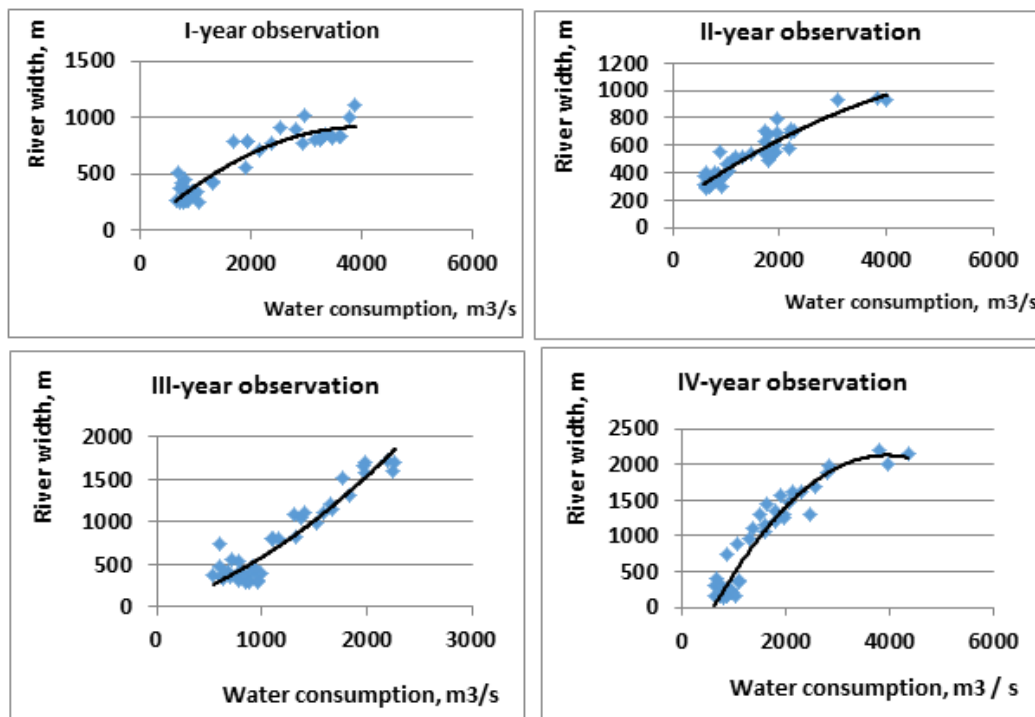 I-year observation
River width, m
1500
1000
500
0
0 2000 4000 6000
Water consumption, m3/s
II-year observation
River width, m
1200
1000
800
600
400
200
0
0 2000 4000 6000
Water consumption, m3/s
III-year observation
River width, m
2000
1500
1000
500
0
0 1000 2000 3000
Water consumption, m3/s
IV-year observation
River width, m
2500
2000
1500
1000
500
0
0 2000 4000 6000
Water consumption, m3 / s